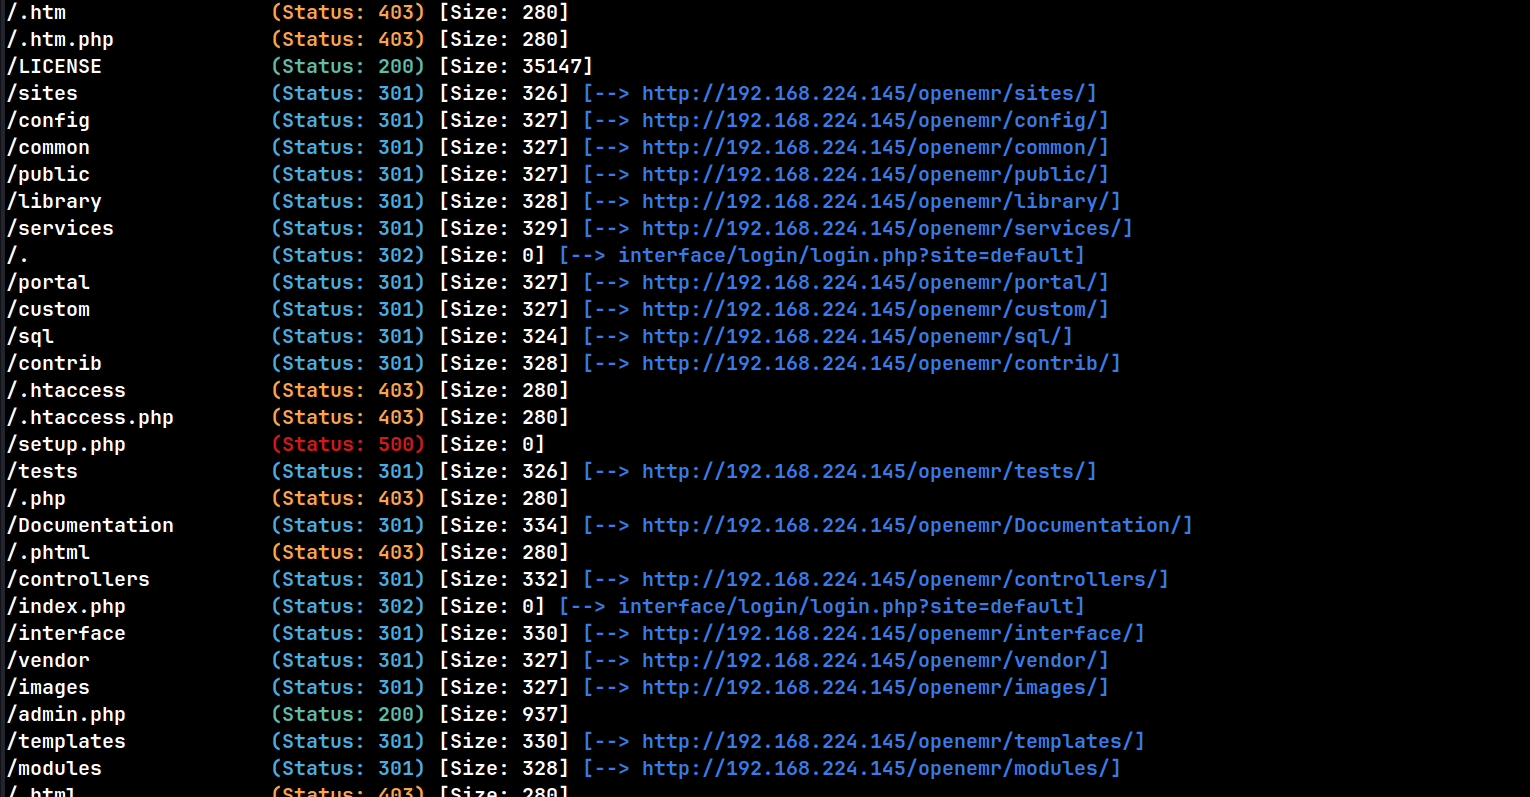 /.htm (Status: 403) [Size: 280]
/.htm.php (Status: 403) [Size: 280]
/LICENSE (Status: 200) [Size: 35147]
/sites (Status: 301) [Size: 326] [--> http://192.168.224.145/openemr/sites/]
/config (Status: 301) [Size: 327] [--> http://192.168.224.145/openemr/config/]
/common (Status: 301) [Size: 327] [--> http://192.168.224.145/openemr/common/]
/public (Status: 301) [Size: 327] [--> http://192.168.224.145/openemr/public/]
/library (Status: 301) [Size: 328] [--> http://192.168.224.145/openemr/library/]
/services (Status: 301) [Size: 329] [--> http://192.168.224.145/openemr/services/]
/. (Status: 302) [Size: 0] [--> interface/login/login.php?site=default]
/portal (Status: 301) [Size: 327] [--> http://192.168.224.145/openemr/portal/]
/custom (Status: 301) [Size: 327] [--> http://192.168.224.145/openemr/custom/]
/sql (Status: 301) [Size: 324] [--> http://192.168.224.145/openemr/sql/]
/contrib (Status: 301) [Size: 328] [--> http://192.168.224.145/openemr/contrib/]
/.htaccess (Status: 403) [Size: 280]
/.htaccess.php (Status: 403) [Size: 280]
/setup.php (Status: 500) [Size: 0]
/tests (Status: 301) [Size: 326] [--> http://192.168.224.145/openemr/tests/]
/.php (Status: 403) [Size: 280]
/Documentation (Status: 301) [Size: 334] [--> http://192.168.224.145/openemr/Documentation/]
/.phtml (Status: 403) [Size: 280]
/controllers (Status: 301) [Size: 332] [--> http://192.168.224.145/openemr/controllers/]
/index.php (Status: 302) [Size: 0] [--> interface/login/login.php?site=default]
/interface (Status: 301) [Size: 330] [--> http://192.168.224.145/openemr/interface/]
/vendor (Status: 301) [Size: 327] [--> http://192.168.224.145/openemr/vendor/]
/images (Status: 301) [Size: 327] [--> http://192.168.224.145/openemr/images/]
/admin.php (Status: 200) [Size: 937]
/templates (Status: 301) [Size: 330] [--> http://192.168.224.145/openemr/templates/]
/modules (Status: 301) [Size: 328] [--> http://192.168.224.145/openemr/modules/]
/.html (Status: 403) [Size: 280]